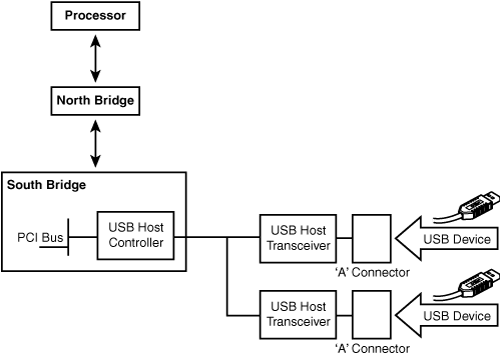 Processor
North Bridge
South Bridge
PCI Bus
USB Host
Controller
USB Host
Transceiver
USB Device
'A' Connector
USB Host
Transceiver
USB Device
'A' Connector